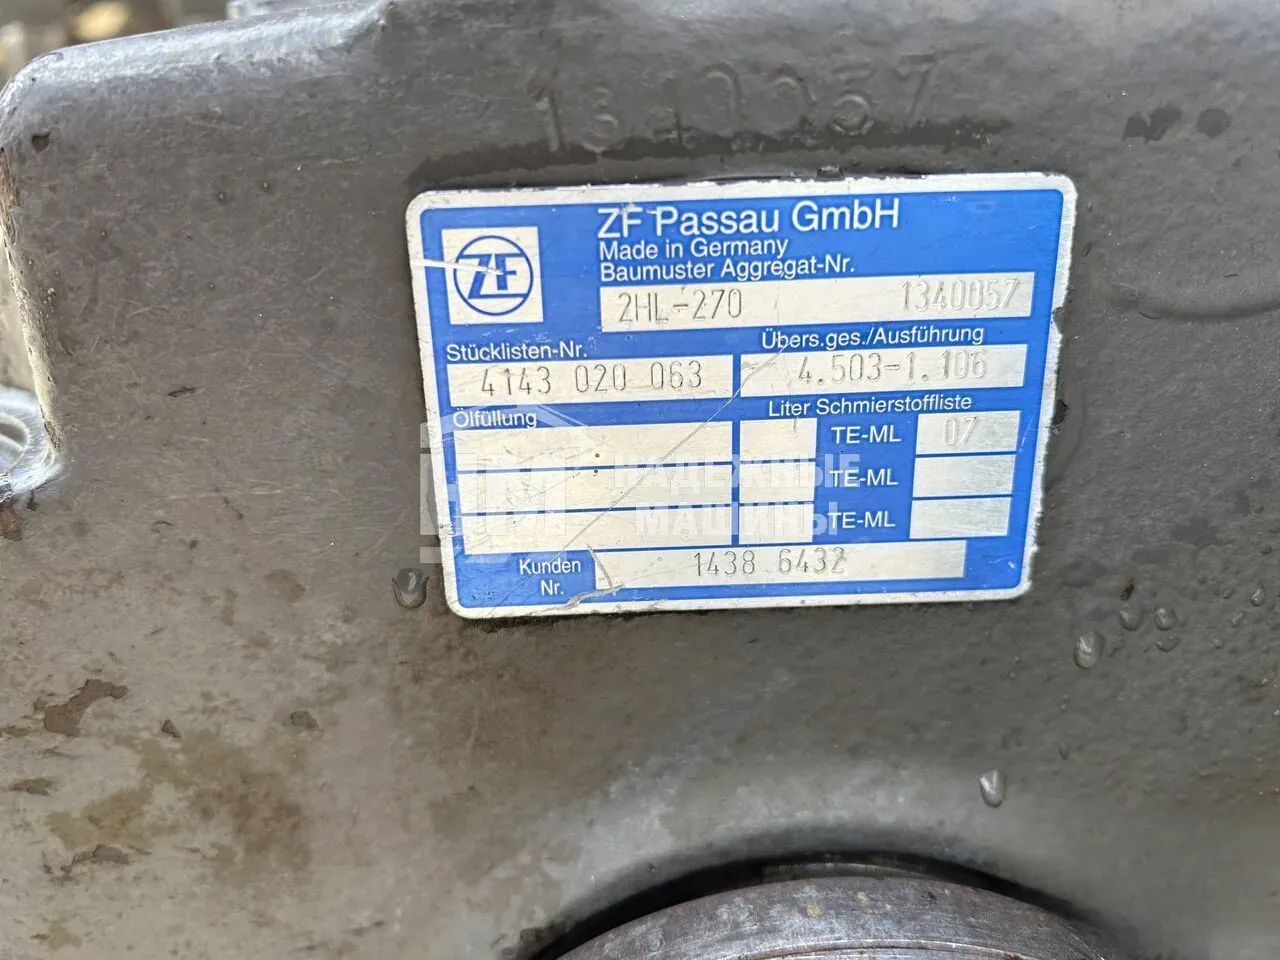 1340057
ZF Passau GmbH
Made in Germany
Baumuster Aggregat-Nr.
ZF
2HL-270 1340057
Stücklisten-Nr. Übers.ges./Ausführung
4143 020 063 4.503-1.106
Ölfüllung Liter Schmierstoffliste
TE-ML 07
TE-ML
TE-ML
НАДЕЖНЫЕ
МАШИНЫ
Kunden
Nr.
1438 6432